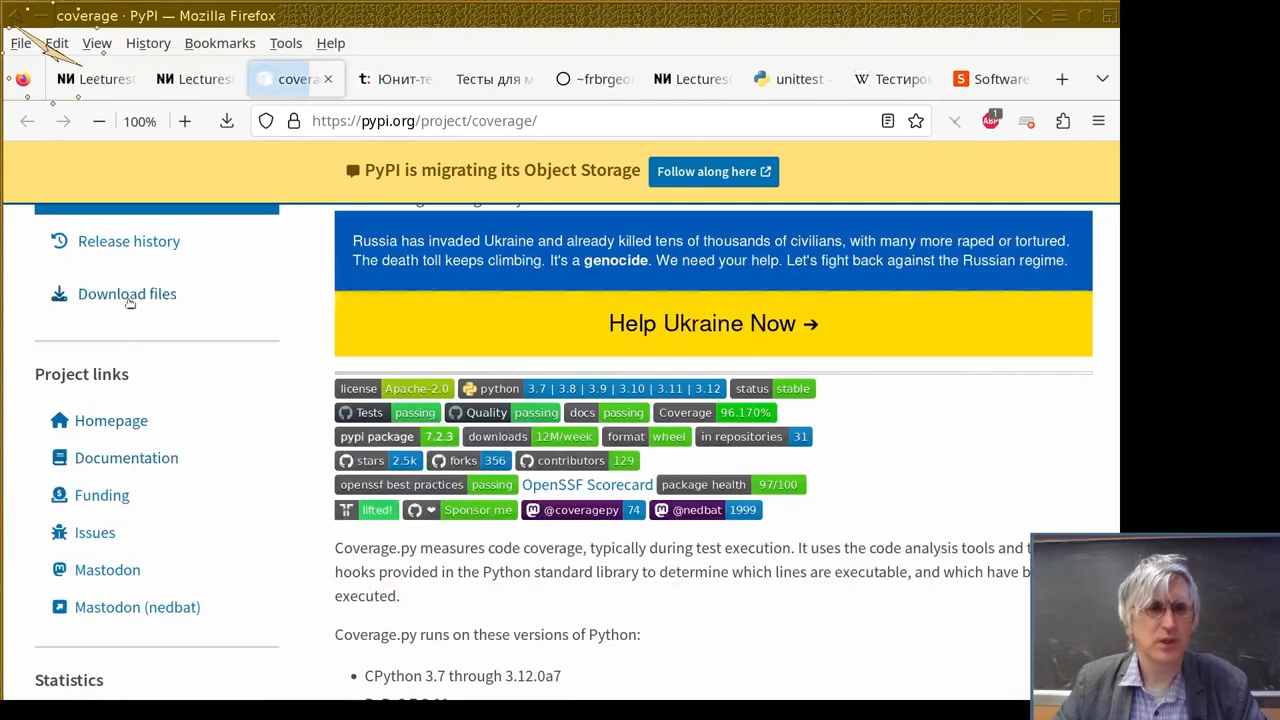 coverage · PyPI — Mozilla Firefox
File Edit View History Bookmarks Tools Help
Lectures Lectures covera t: Юнит-те Тесты для м ~frbrgeo Lectures unittest - W Тестиро S Software
100% https://pypi.org/project/coverage/ ABP 1
PyPI is migrating its Object Storage Follow along here
Release history
Download files
Project links
Homepage
Documentation
Funding
Issues
Mastodon
Mastodon (nedbat)
Statistics
Russia has invaded Ukraine and already killed tens of thousands of civilians, with many more raped or tortured.
The death toll keeps climbing. It's a genocide. We need your help. Let's fight back against the Russian regime.
Help Ukraine Now ➔
license Apache-2.0 python 3.7 | 3.8 | 3.9 | 3.10 | 3.11 | 3.12 status stable
Tests passing Quality passing docs passing Coverage 96.170%
pypi package 7.2.3 downloads 12M/week format wheel in repositories 31
stars 2.5k forks 356 contributors 129
openssf best practices passing OpenSSF Scorecard package health 97/100
lifted! ❤ Sponsor me @coveragepy 74 @nedbat 1999
Coverage.py measures code coverage, typically during test execution. It uses the code analysis tools and
hooks provided in the Python standard library to determine which lines are executable, and which have
executed.
Coverage.py runs on these versions of Python:
• CPython 3.7 through 3.12.0a7